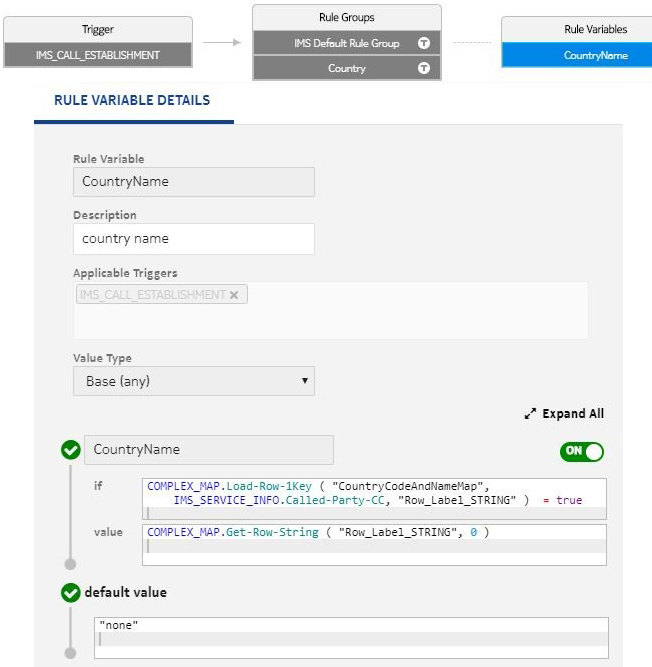 Trigger
IMS_CALL_ESTABLISHMENT
Rule Groups
IMS Default Rule Group T
Country T
Rule Variables
CountryName
RULE VARIABLE DETAILS
Rule Variable
CountryName
Description
country name
Applicable Triggers
IMS_CALL_ESTABLISHMENT ×
Value Type
Base (any)
Expand All
CountryName
ON
if
COMPLEX_MAP.Load-Row-1Key ( "CountryCodeAndNameMap",
IMS_SERVICE_INFO.Called-Party-CC, "Row_Label_STRING" ) = true
value
COMPLEX_MAP.Get-Row-String ( "Row_Label_STRING", 0 )
default value
"none"